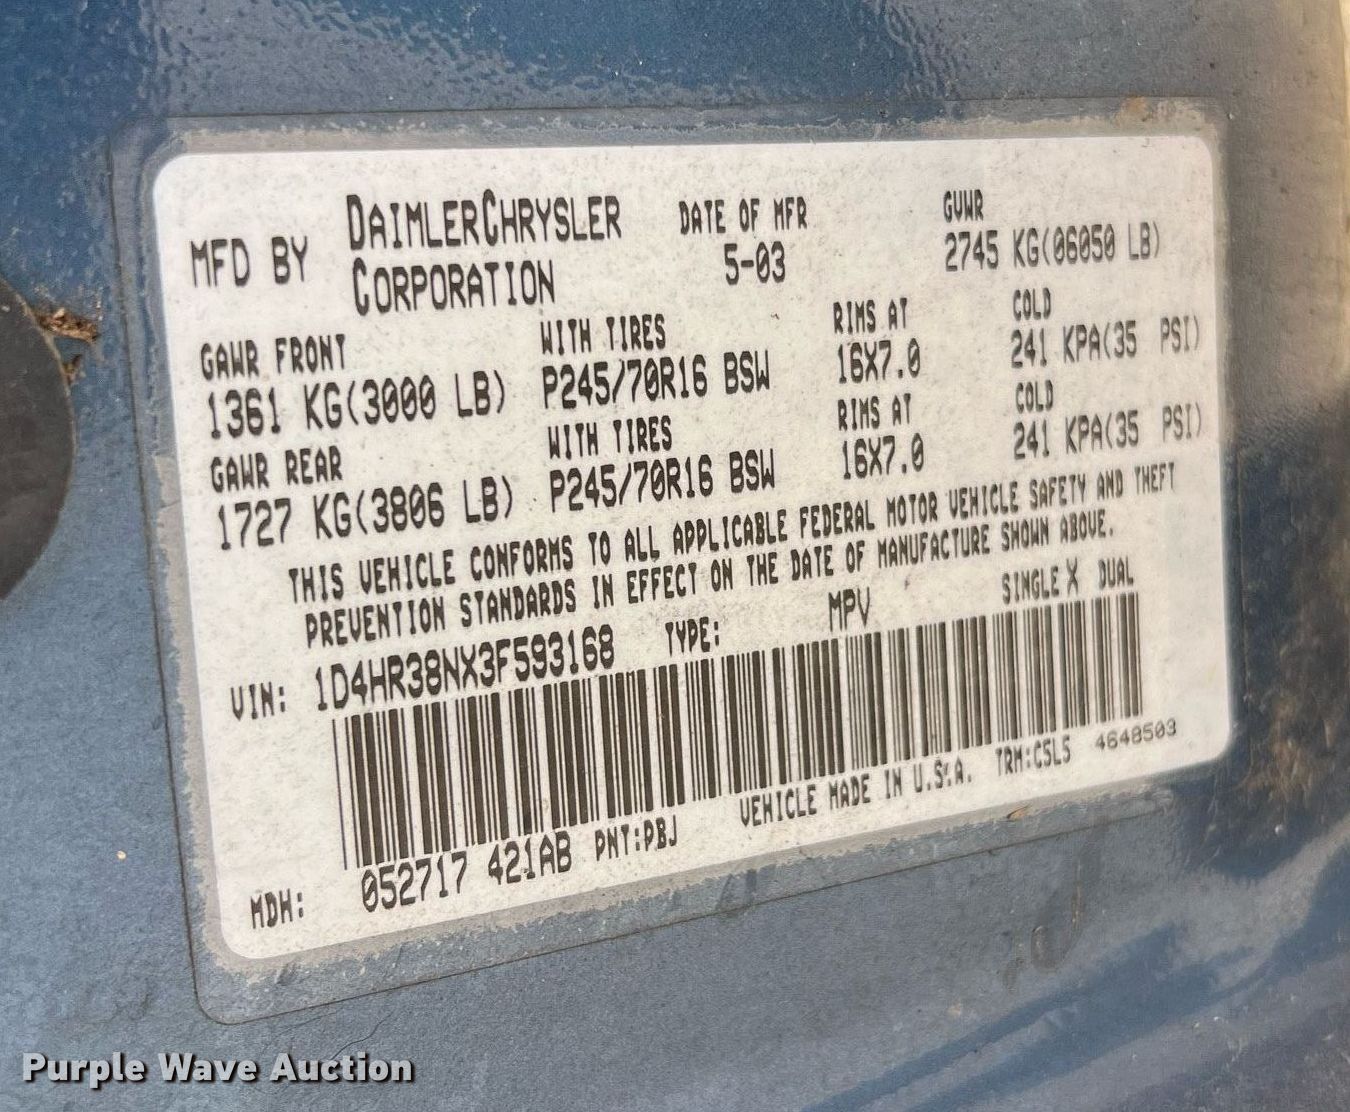 MFD BY DAIMLERCHRYSLER CORPORATION
DATE OF MFR
5-03
GVWR
2745 KG(06050 LB)
GAWR FRONT WITH TIRES RIMS AT COLD
1361 KG(3000 LB) P245/70R16 BSW 16X7.0 241 KPA(35 PSI)
GAWR REAR WITH TIRES RIMS AT COLD
1727 KG(3806 LB) P245/70R16 BSW 16X7.0 241 KPA(35 PSI)
THIS VEHICLE CONFORMS TO ALL APPLICABLE FEDERAL MOTOR VEHICLE SAFETY AND THEFT
PREVENTION STANDARDS IN EFFECT ON THE DATE OF MANUFACTURE SHOWN ABOVE.
VIN: 1D4HR38NX3F593168 TYPE: MPV SINGLE X DUAL
MDH: 052717 421AB PNT:PBJ VEHICLE MADE IN U.S.A. TRM:C5L5 4648503
Purple Wave Auction